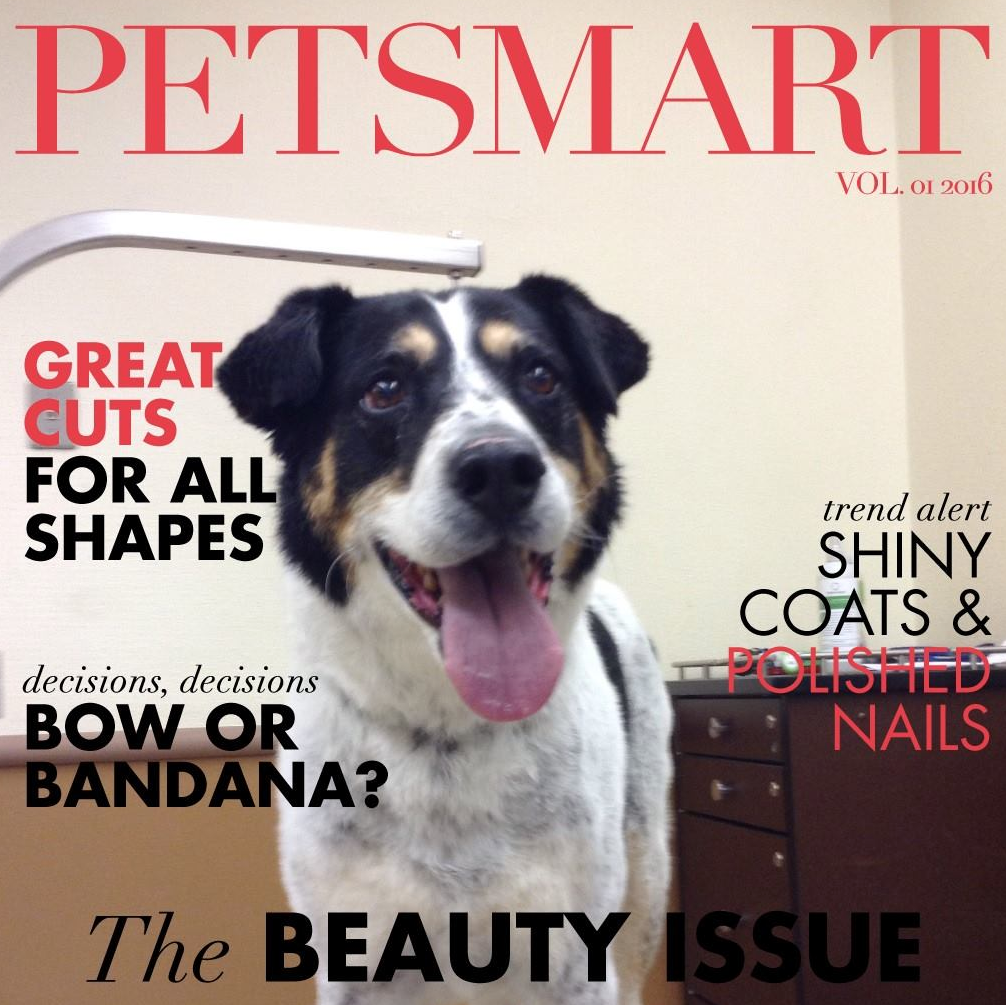 PETSMART
VOL. 01 2016
GREAT
CUTS
FOR ALL
SHAPES
trend alert
SHINY
COATS &
POLISHED
NAILS
decisions, decisions
BOW OR
BANDANA?
The BEAUTY ISSUE